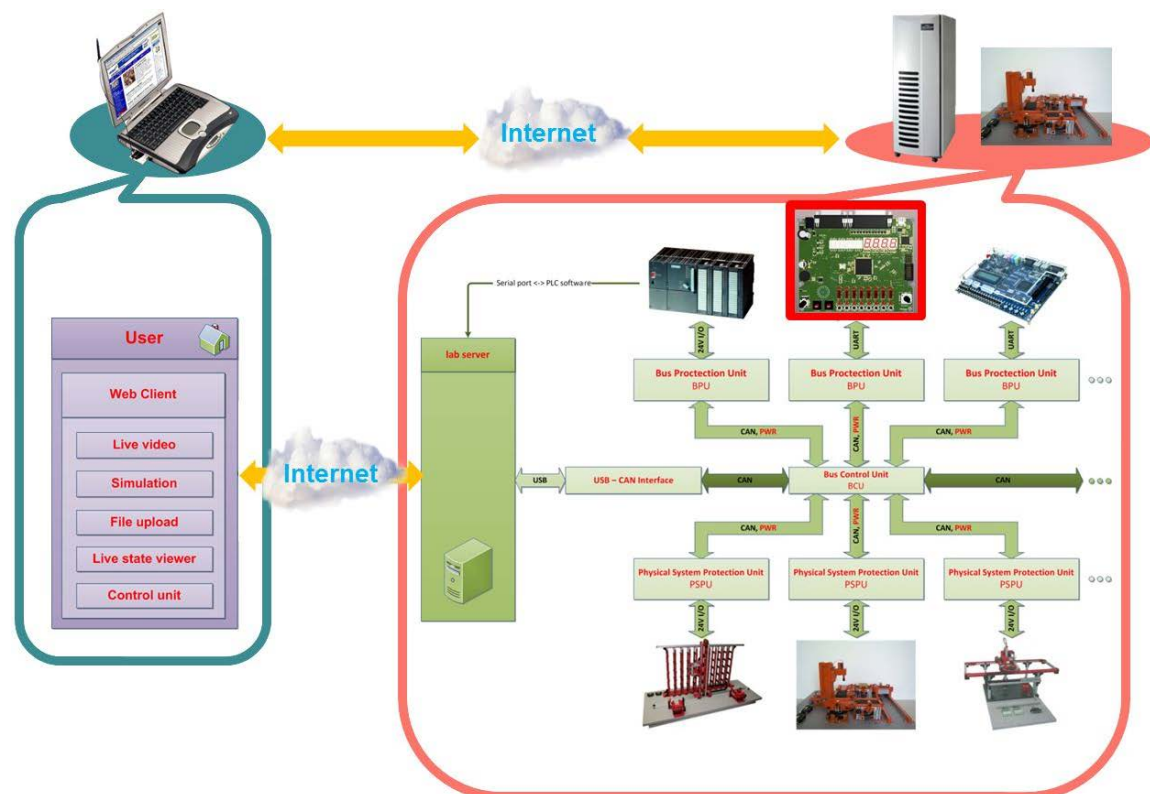 Internet
Serial port <-> PLC software
User
Web Client
Live video
Simulation
File upload
Live state viewer
Control unit
Internet
lab server
24V I/O
UART
UART
Bus Proctection Unit
BPU
Bus Proctection Unit
BPU
Bus Proctection Unit
BPU
CAN, PWR
CAN, PWR
CAN, PWR
USB
USB – CAN Interface
CAN
Bus Control Unit
BCU
CAN
CAN, PWR
CAN, PWR
CAN, PWR
Physical System Protection Unit
PSPU
Physical System Protection Unit
PSPU
Physical System Protection Unit
PSPU
24V I/O
24V I/O
24V I/O